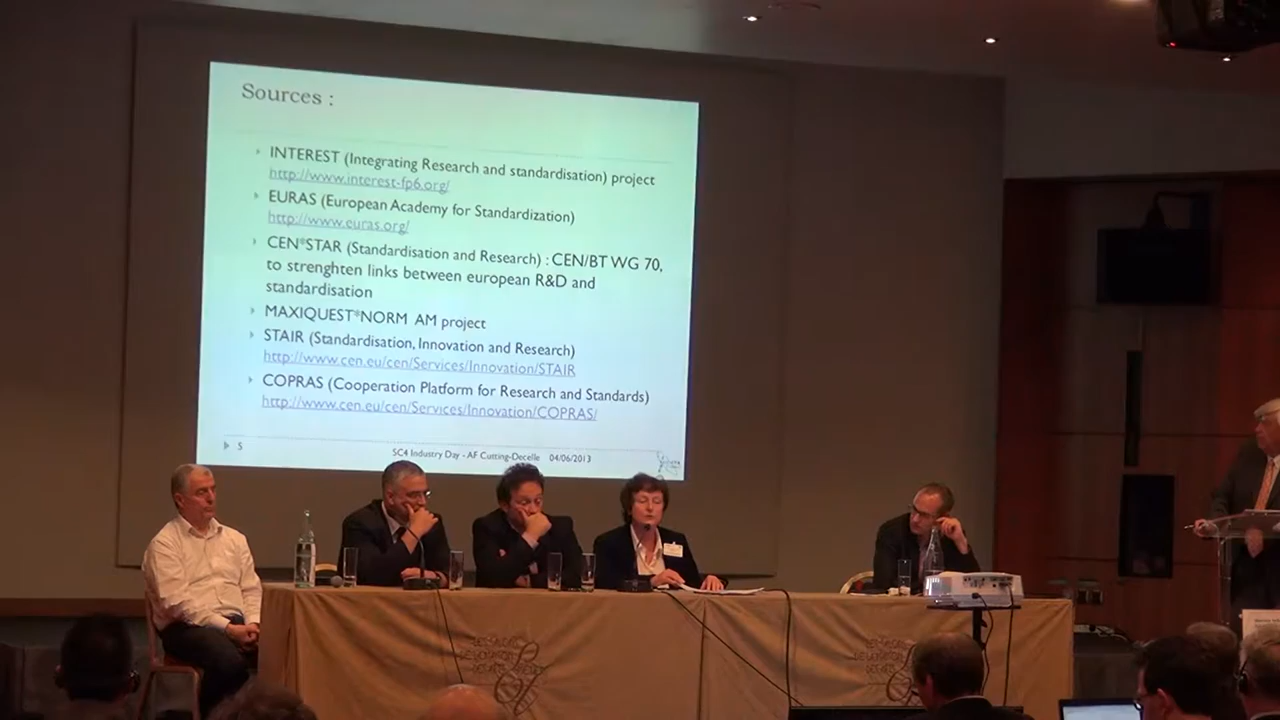 Sources :
INTEREST (Integrating Research and standardisation) project
http://www.interest-fp6.org/
EURAS (European Academy for Standardization)
http://www.euras.org/
CEN*STAR (Standardisation and Research) : CEN/BT WG 70,
to strenghten links between european R&D and
standardisation
MAXIQUEST*NORM AM project
STAIR (Standardisation, Innovation and Research)
http://www.cen.eu/cen/Services/Innovation/STAIR
COPRAS (Cooperation Platform for Research and Standards)
http://www.cen.eu/cen/Services/Innovation/COPRAS/
5
SC4 Industry Day - AF Cutting-Decelle 04/06/2013